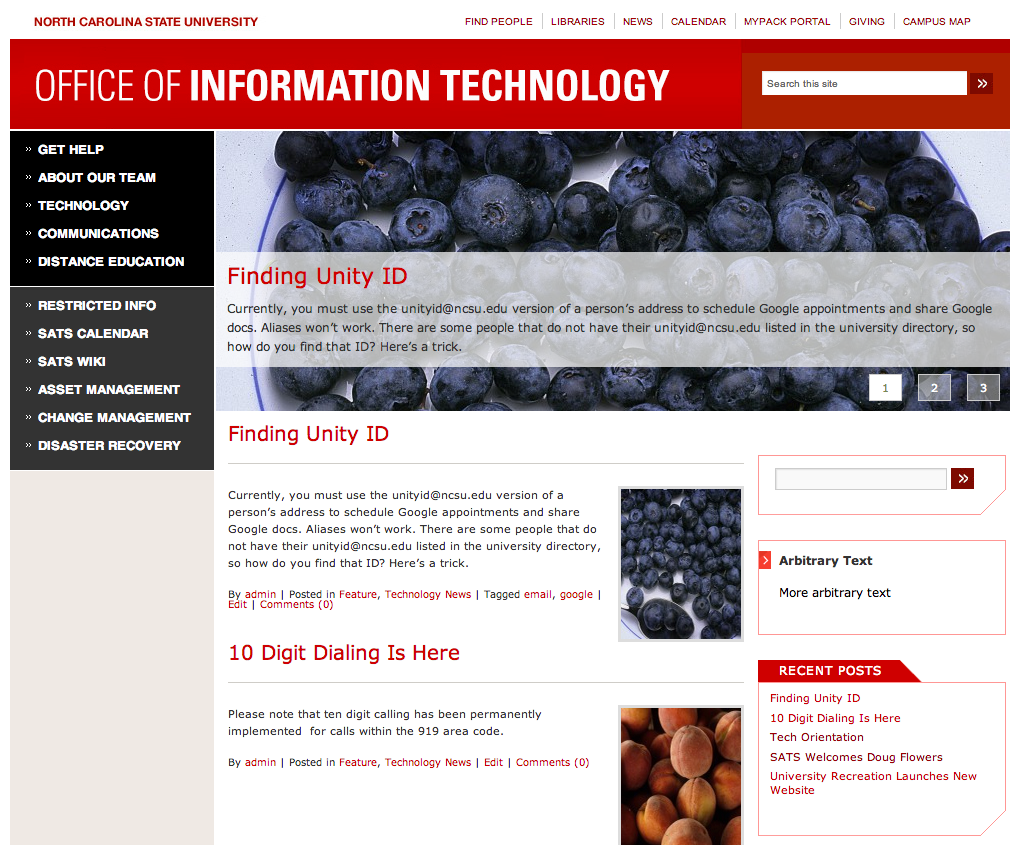 NORTH CAROLINA STATE UNIVERSITY
FIND PEOPLE
LIBRARIES
NEWS
CALENDAR
MYPACK PORTAL
GIVING
CAMPUS MAP
OFFICE OF INFORMATION TECHNOLOGY
Search this site
»
» GET HELP
» ABOUT OUR TEAM
» TECHNOLOGY
» COMMUNICATIONS
» DISTANCE EDUCATION
» RESTRICTED INFO
» SATS CALENDAR
» SATS WIKI
» ASSET MANAGEMENT
» CHANGE MANAGEMENT
» DISASTER RECOVERY
Finding Unity ID
Currently, you must use the unityid@ncsu.edu version of a person's address to schedule Google appointments and share Google
docs. Aliases won't work. There are some people that do not have their unityid@ncsu.edu listed in the university directory, so
how do you find that ID? Here's a trick.
1 2 3
Finding Unity ID
Currently, you must use the unityid@ncsu.edu version of a
person's address to schedule Google appointments and share
Google docs. Aliases won't work. There are some people that do
not have their unityid@ncsu.edu listed in the university directory,
so how do you find that ID? Here's a trick.
By admin | Posted in Feature, Technology News | Tagged email, google |
Edit | Comments (0)
10 Digit Dialing Is Here
Please note that ten digit calling has been permanently
implemented  for calls within the 919 area code.
By admin | Posted in Feature, Technology News | Edit | Comments (0)
»
› Arbitrary Text
More arbitrary text
RECENT POSTS
Finding Unity ID
10 Digit Dialing Is Here
Tech Orientation
SATS Welcomes Doug Flowers
University Recreation Launches New
Website